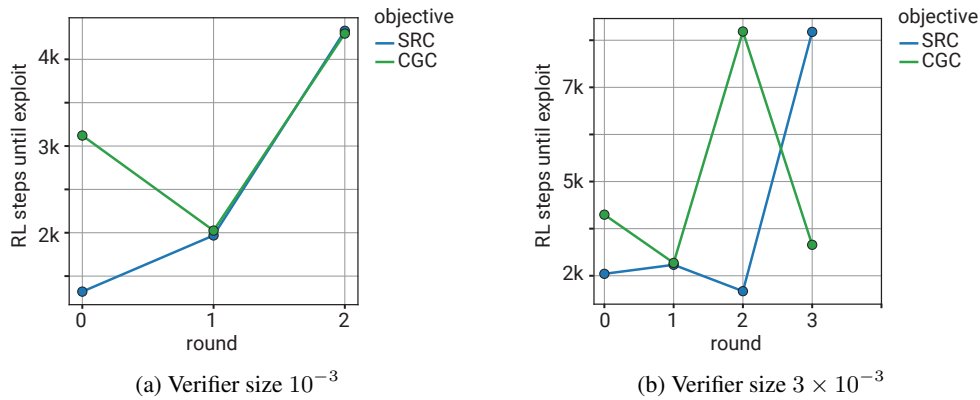 objective
SRC
CGC
4k
3k
2k
RL steps until exploit
0 1 2
round
(a) Verifier size 10⁻³
objective
SRC
CGC
7k
5k
2k
RL steps until exploit
0 1 2 3
round
(b) Verifier size 3 × 10⁻³